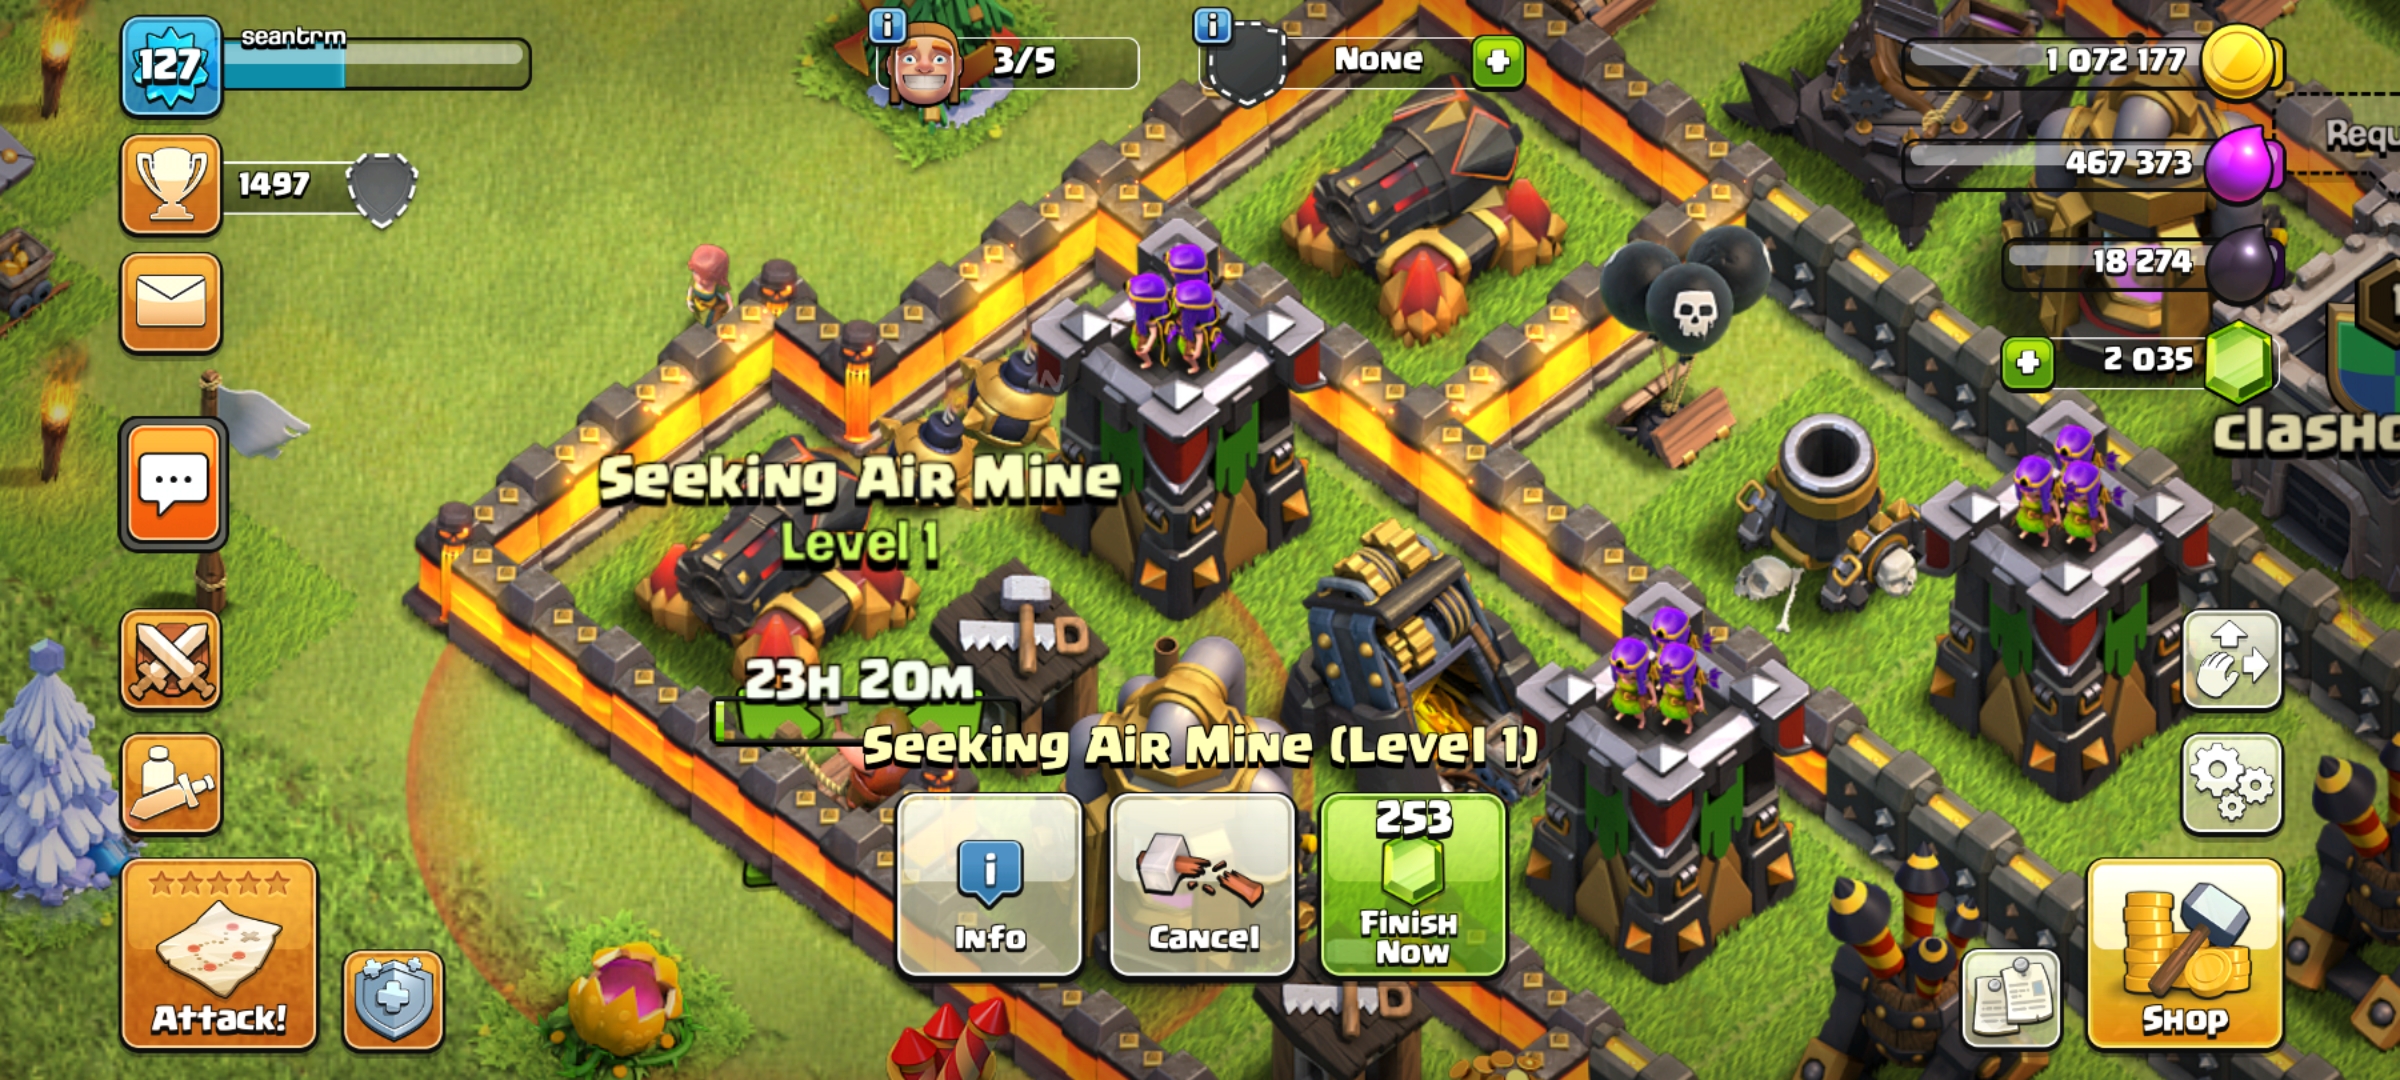 127
seantrm
3/5
None
1 072 177
Requ
467 373
1497
18 274
2 035
clasho
Seeking Air Mine
Level 1
23H 20M
Seeking Air Mine (Level 1)
Info
Cancel
253
Finish
Now
Attack!
Shop